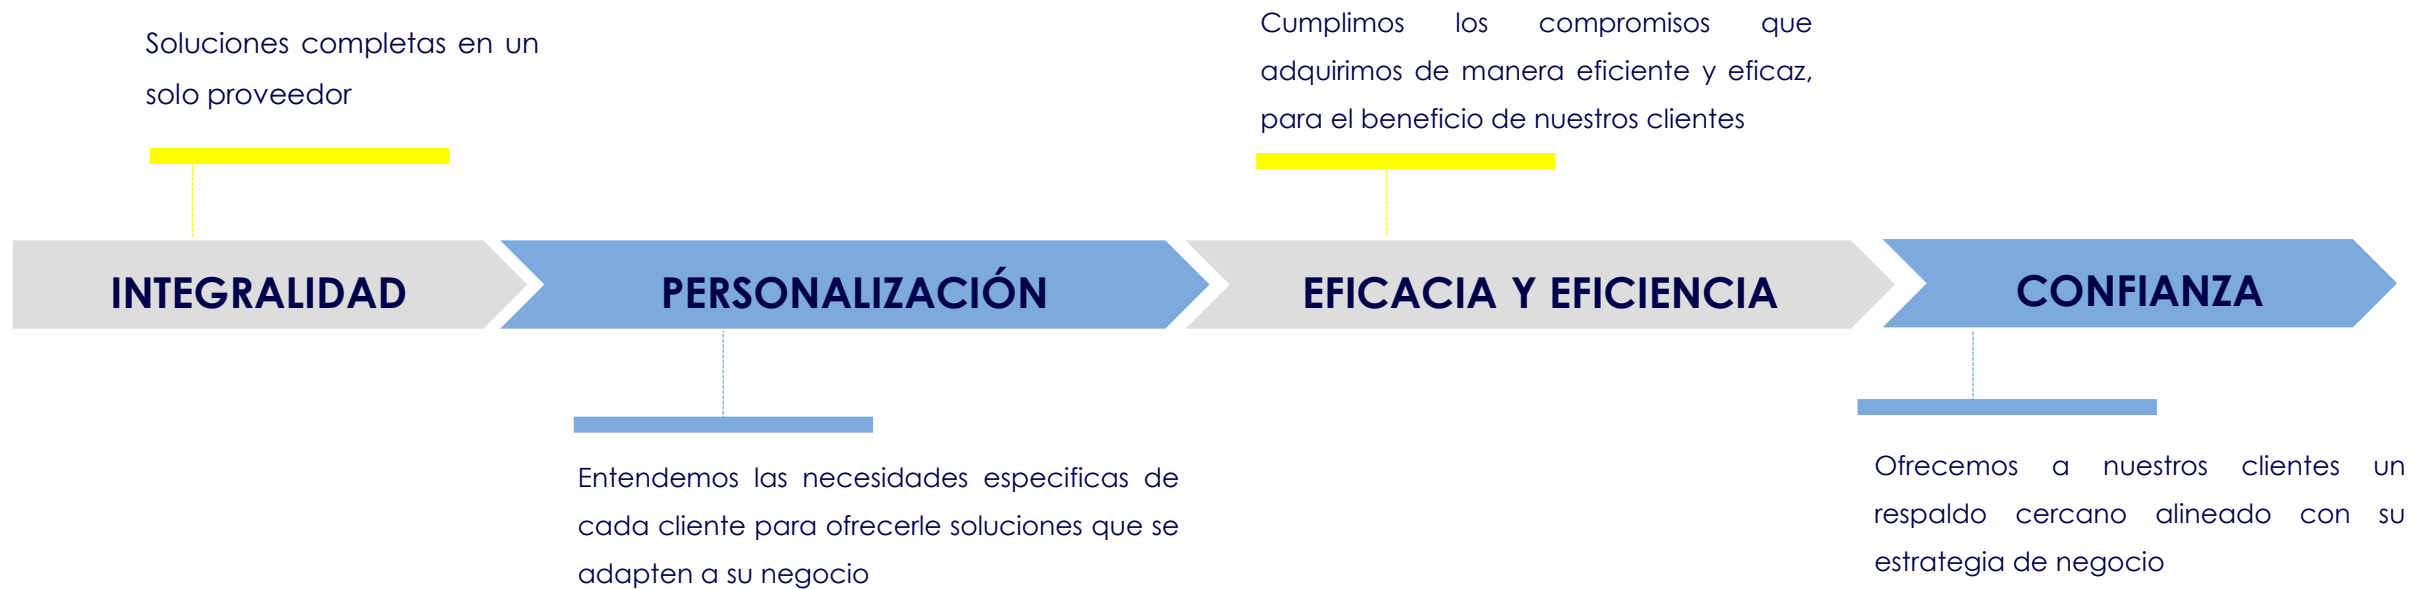 Soluciones completas en un
solo proveedor
Cumplimos los compromisos que
adquirimos de manera eficiente y eficaz,
para el beneficio de nuestros clientes
INTEGRALIDAD
PERSONALIZACIÓN
EFICACIA Y EFICIENCIA
CONFIANZA
Entendemos las necesidades especificas de
cada cliente para ofrecerle soluciones que se
adapten a su negocio
Ofrecemos a nuestros clientes un
respaldo cercano alineado con su
estrategia de negocio